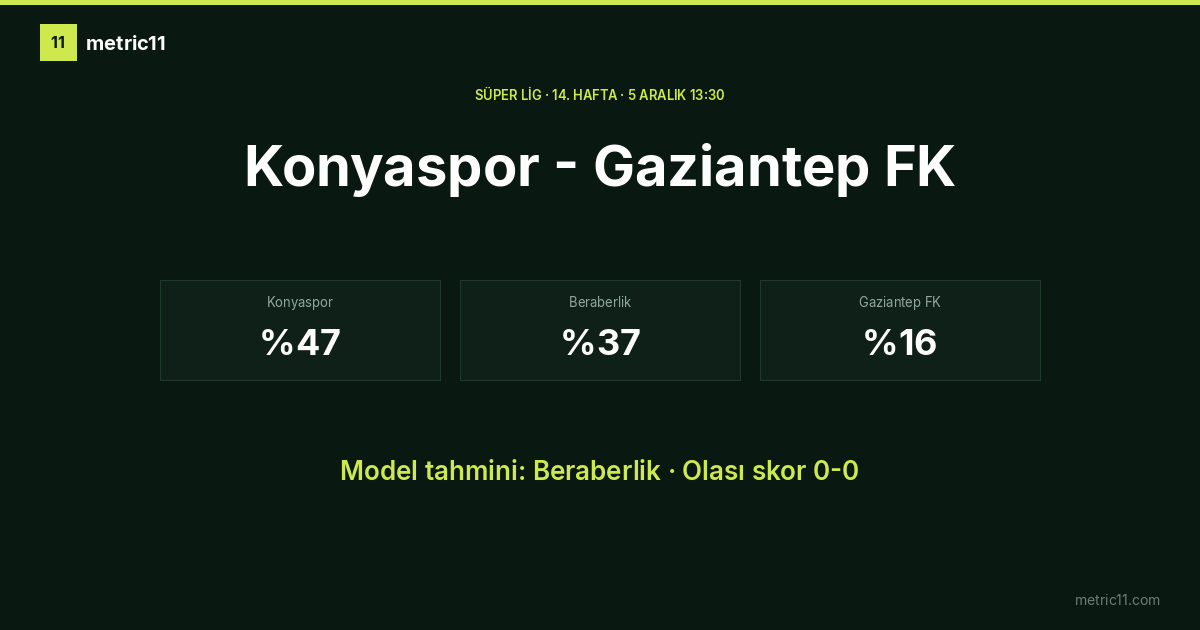 11 metric11
SÜPER LİG · 14. HAFTA · 5 ARALIK 13:30
Konyaspor - Gaziantep FK
Konyaspor
%47
Beraberlik
%37
Gaziantep FK
%16
Model tahmini: Beraberlik · Olası skor 0-0
metric11.com